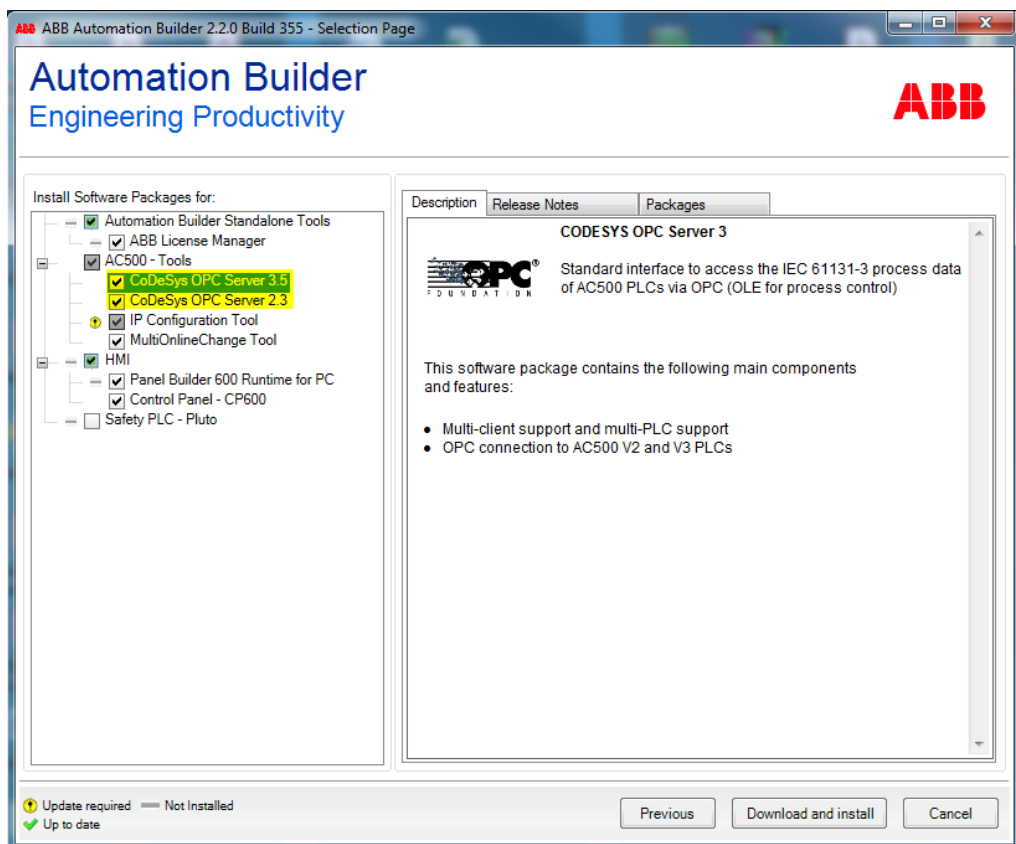 ABB Automation Builder 2.2.0 Build 355 - Selection Page
Automation Builder
Engineering Productivity
ABB
Install Software Packages for:
Automation Builder Standalone Tools
ABB License Manager
AC500 - Tools
CoDeSys OPC Server 3.5
CoDeSys OPC Server 2.3
IP Configuration Tool
MultiOnlineChange Tool
HMI
Panel Builder 600 Runtime for PC
Control Panel - CP600
Safety PLC - Pluto
Description
Release Notes
Packages
CODESYS OPC Server 3
OPC®
FOUNDATION
Standard interface to access the IEC 61131-3 process data
of AC500 PLCs via OPC (OLE for process control)
This software package contains the following main components
and features:
• Multi-client support and multi-PLC support
• OPC connection to AC500 V2 and V3 PLCs
Update required
Not Installed
Up to date
Previous
Download and install
Cancel